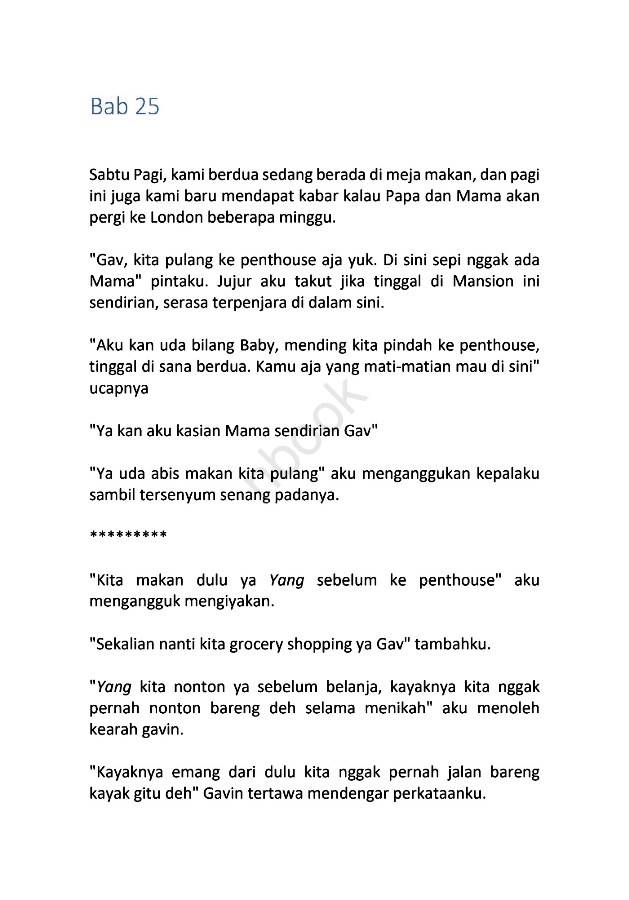 Bab 25
Sabtu Pagi, kami berdua sedang berada di meja makan, dan pagi
ini juga kami baru mendapat kabar kalau Papa dan Mama akan
pergi ke London beberapa minggu.
"Gav, kita pulang ke penthouse aja yuk. Di sini sepi nggak ada
Mama" pintaku. Jujur aku takut jika tinggal di Mansion ini
sendirian, serasa terpenjara di dalam sini.
"Aku kan uda bilang Baby, mending kita pindah ke penthouse,
tinggal di sana berdua. Kamu aja yang mati-matian mau di sini"
ucapnya
"Ya kan aku kasian Mama sendirian Gav"
"Ya uda abis makan kita pulang" aku menganggukan kepalaku
sambil tersenyum senang padanya.
*********
"Kita makan dulu ya Yang sebelum ke penthouse" aku
mengangguk mengiyakan.
"Sekalian nanti kita grocery shopping ya Gav" tambahku.
"Yang kita nonton ya sebelum belanja, kayaknya kita nggak
pernah nonton bareng deh selama menikah" aku menoleh
kearah gavin.
"Kayaknya emang dari dulu kita nggak pernah jalan bareng
kayak gitu deh" Gavin tertawa mendengar perkataanku.